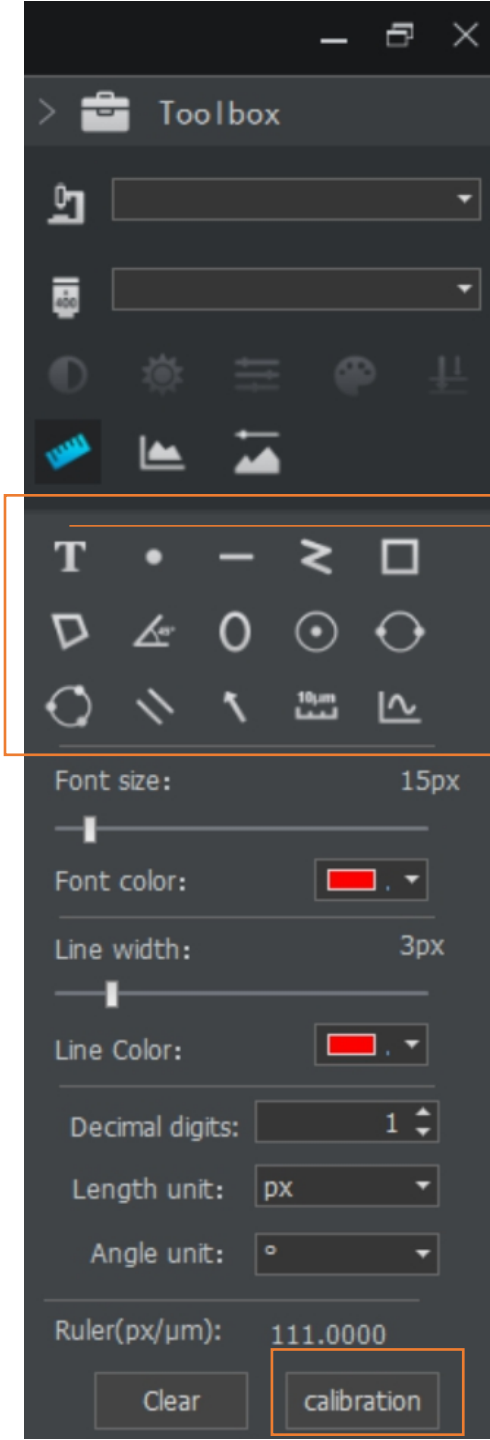 Toolbox
400
T
45°
10μm
Font size: 15px
Font color:
Line width: 3px
Line Color:
Decimal digits: 1
Length unit: px
Angle unit: °
Ruler(px/μm): 111.0000
Clear calibration